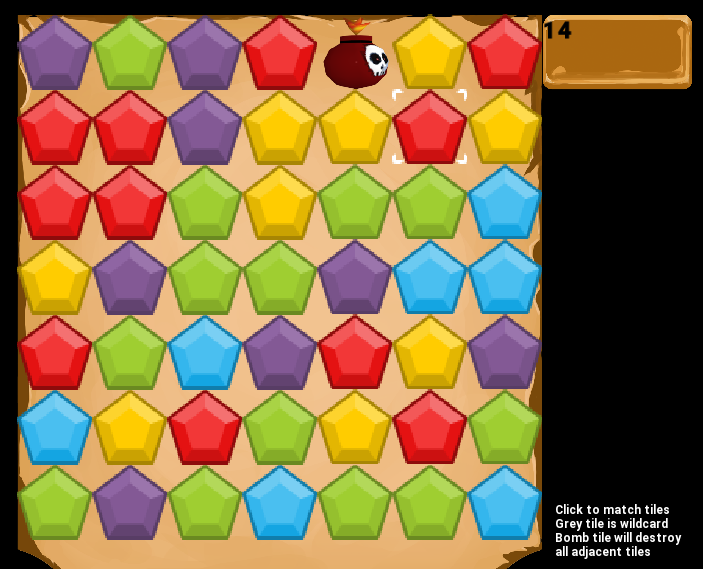 14
Click to match tiles
Grey tile is wildcard
Bomb tile will destroy
all adjacent tiles